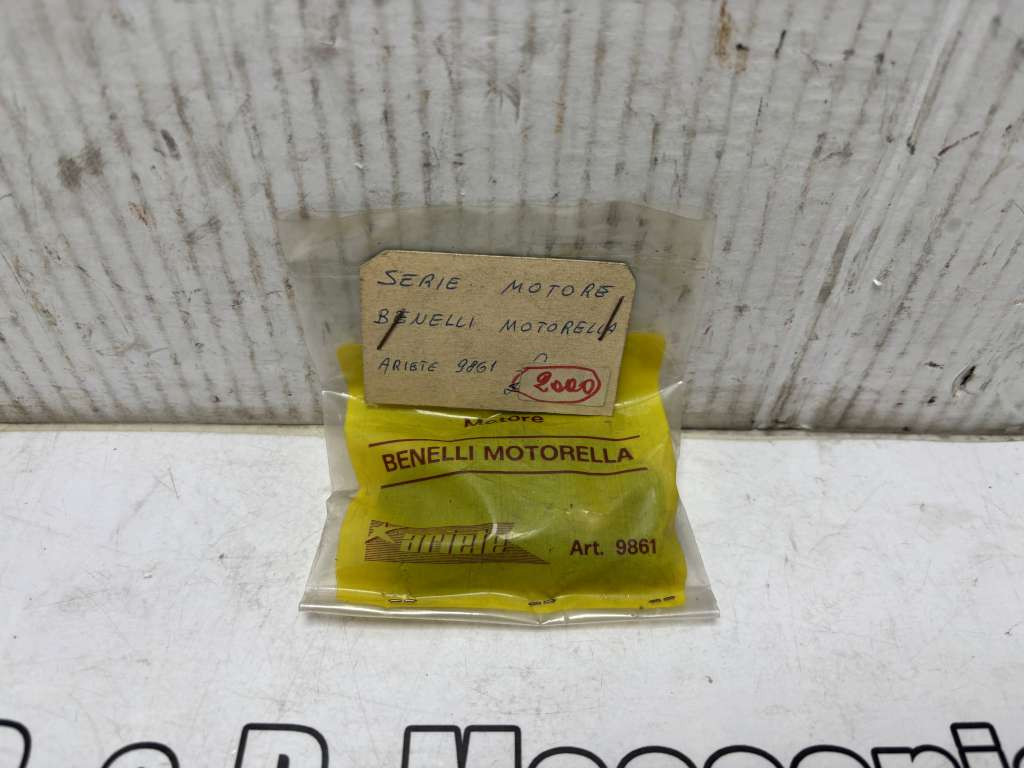 SERIE MOTORE
BENELLI MOTORELLA
ARIETE 9861
2000
Motore
BENELLI MOTORELLA
ariete
Art. 9861